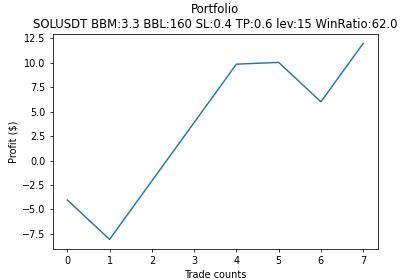 Portfolio
SOLUSDT BBM:3.3 BBL:160 SL:0.4 TP:0.6 lev:15 WinRatio:62.0
12.5
10.0
7.5
5.0
2.5
0.0
−2.5
−5.0
−7.5
Profit ($)
0 1 2 3 4 5 6 7
Trade counts